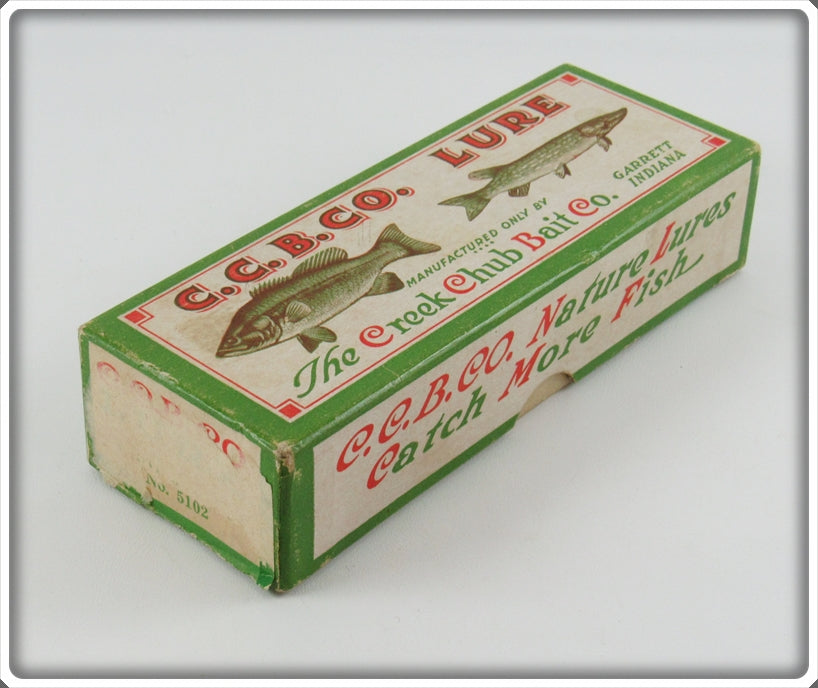 C.C.B.CO. LURE
MANUFACTURED ONLY BY
The Creek Chub Bait Co.
GARRETT
INDIANA
C.C.B.CO. Nature Lures
Catch More Fish
C.C.B.CO
No. 5102